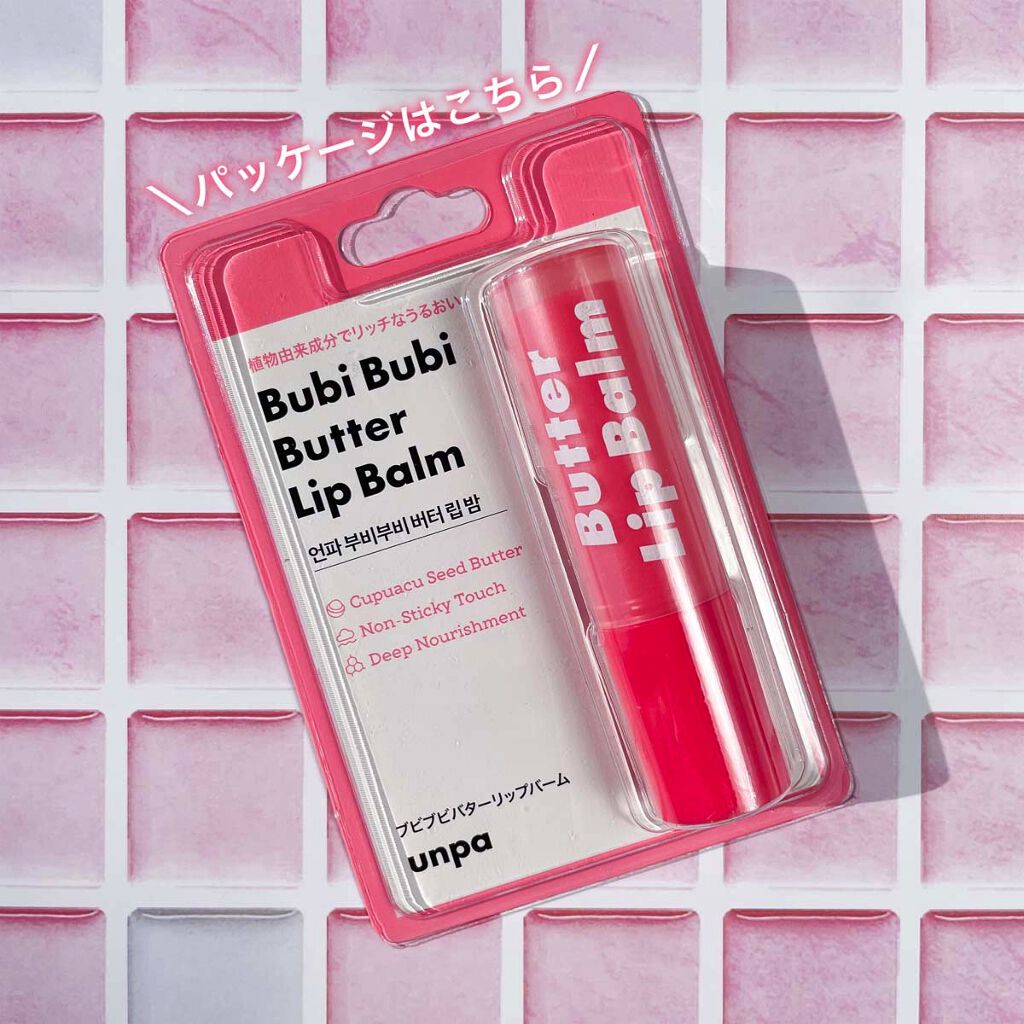 \パッケージはこちら/
植物由来成分でリッチなうるおい
Bubi Bubi
Butter
Lip Balm
언파 부비부비 버터 립 밤
Cupuacu Seed Butter
Non-Sticky Touch
Deep Nourishment
ブビブビバターリップバーム
unpa
Butter
Lip Balm